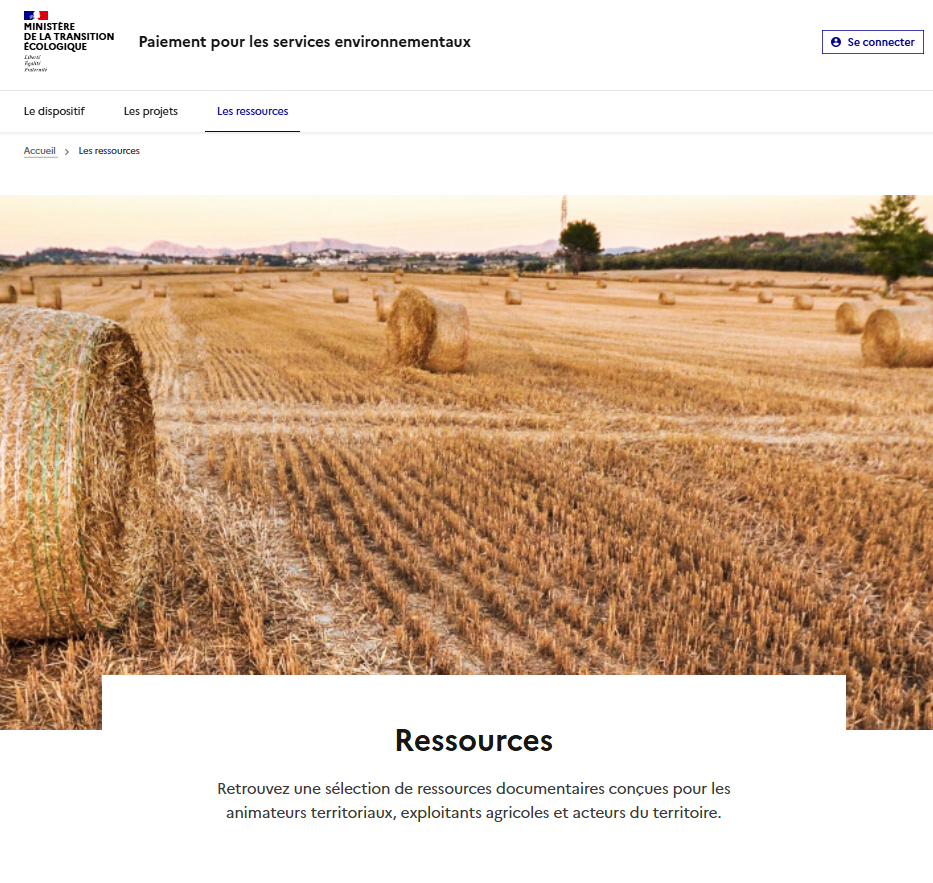 MINISTÈRE
DE LA TRANSITION
ÉCOLOGIQUE
Liberté
Égalité
Fraternité
Paiement pour les services environnementaux
Se connecter
Le dispositif
Les projets
Les ressources
Accueil > Les ressources
Ressources
Retrouvez une sélection de ressources documentaires conçues pour les
animateurs territoriaux, exploitants agricoles et acteurs du territoire.